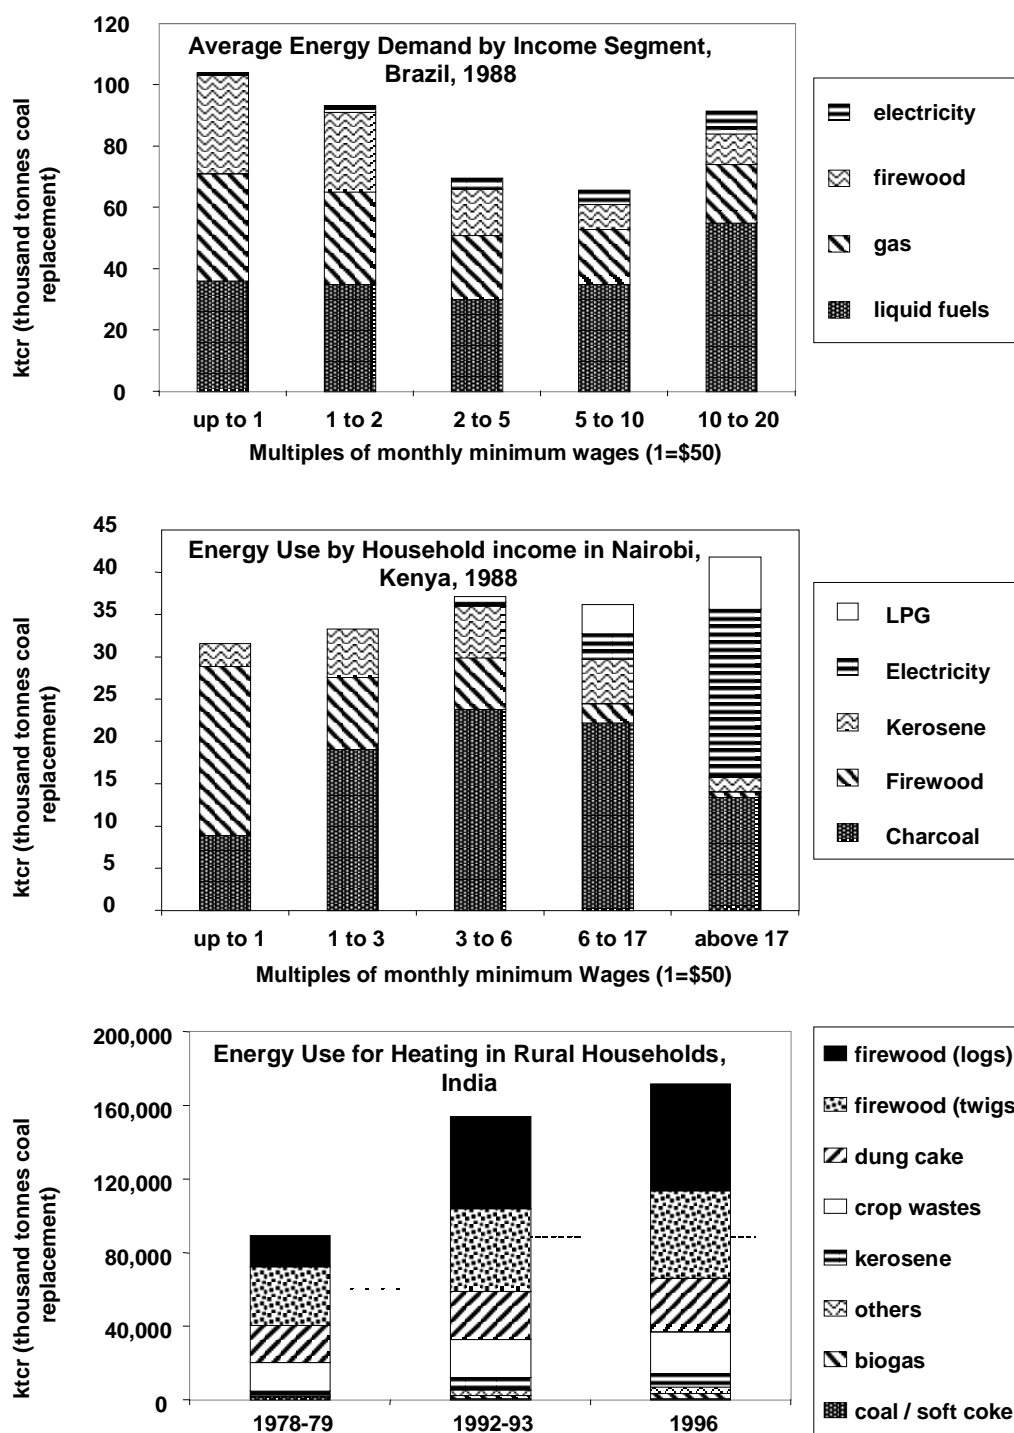 Average Energy Demand by Income Segment,
Brazil, 1988
ktcr (thousand tonnes coal
replacement)
120
100
80
60
40
20
0
up to 1 1 to 2 2 to 5 5 to 10 10 to 20
Multiples of monthly minimum wages (1=$50)
electricity
firewood
gas
liquid fuels
Energy Use by Household income in Nairobi,
Kenya, 1988
ktcr (thousand tonnes coal
replacement)
45
40
35
30
25
20
15
10
5
0
up to 1 1 to 3 3 to 6 6 to 17 above 17
Multiples of monthly minimum Wages (1=$50)
LPG
Electricity
Kerosene
Firewood
Charcoal
Energy Use for Heating in Rural Households,
India
ktcr (thousand tonnes coal
replacement)
200,000
160,000
120,000
80,000
40,000
0
1978-79 1992-93 1996
firewood (logs)
firewood (twigs
dung cake
crop wastes
kerosene
others
biogas
coal / soft coke